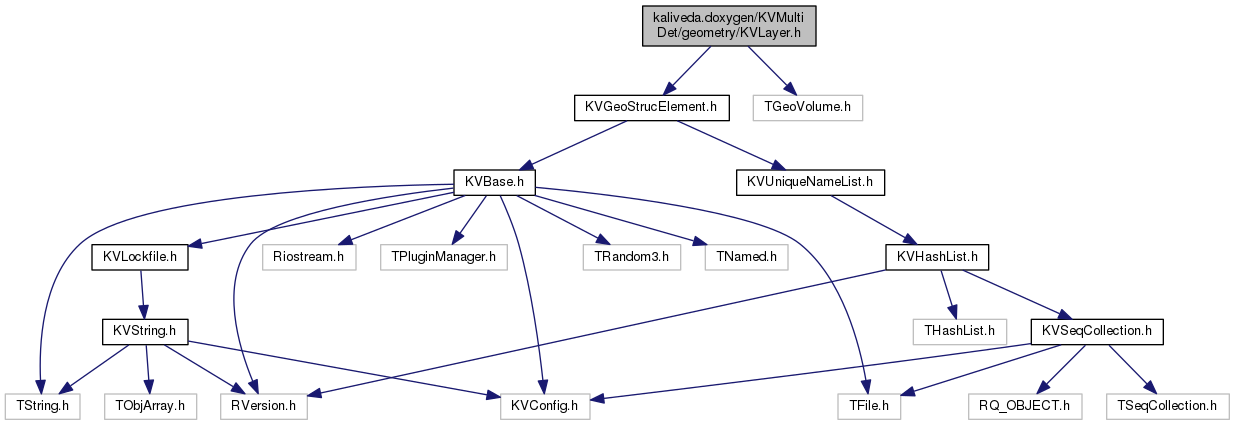 kaliveda.doxygen/KVMulti
Det/geometry/KVLayer.h
KVGeoStrucElement.h
TGeoVolume.h
KVBase.h
KVUniqueNameList.h
KVLockfile.h
Riostream.h
TPluginManager.h
TRandom3.h
TNamed.h
KVHashList.h
KVString.h
THashList.h
KVSeqCollection.h
TString.h
TObjArray.h
RVersion.h
KVConfig.h
TFile.h
RQ_OBJECT.h
TSeqCollection.h